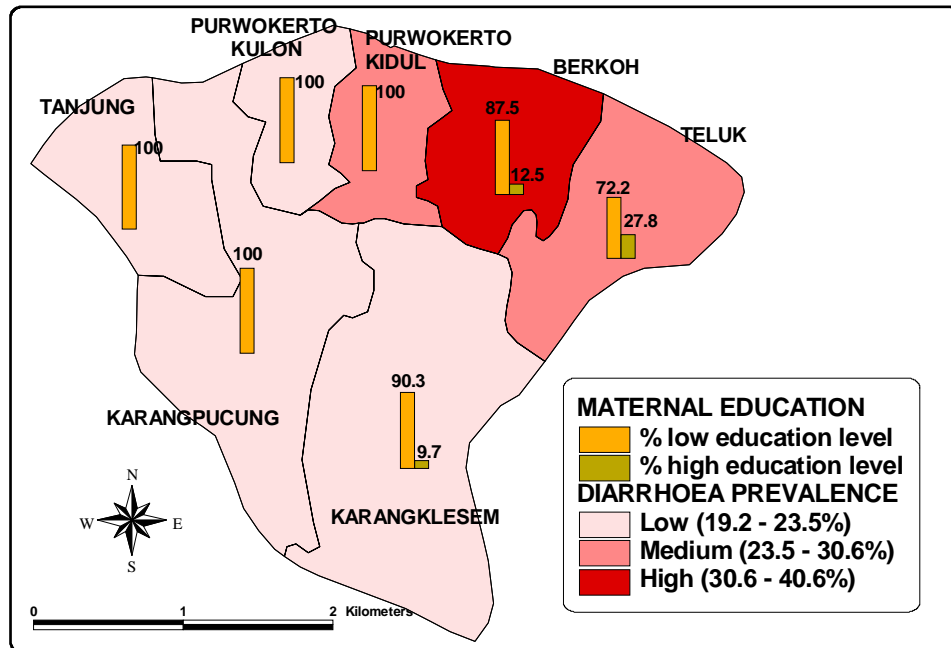 PURWOKERTO
KULON
PURWOKERTO
KIDUL
BERKOH
TANJUNG
TELUK
100
100
100
87.5
12.5
72.2
27.8
100
90.3
9.7
KARANGPUCUNG
KARANGKLESEM
N
W
E
S
0
1
2
Kilometers
MATERNAL EDUCATION
% low education level
% high education level
DIARRHOEA PREVALENCE
Low (19.2 - 23.5%)
Medium (23.5 - 30.6%)
High (30.6 - 40.6%)